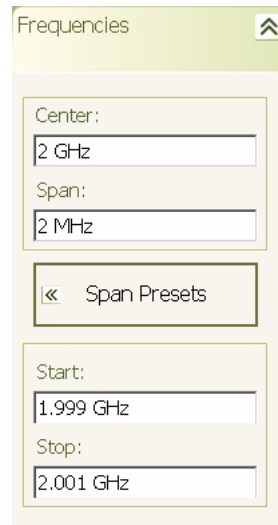 Frequencies
Center:
2 GHz
Span:
2 MHz
Span Presets
Start:
1.999 GHz
Stop:
2.001 GHz